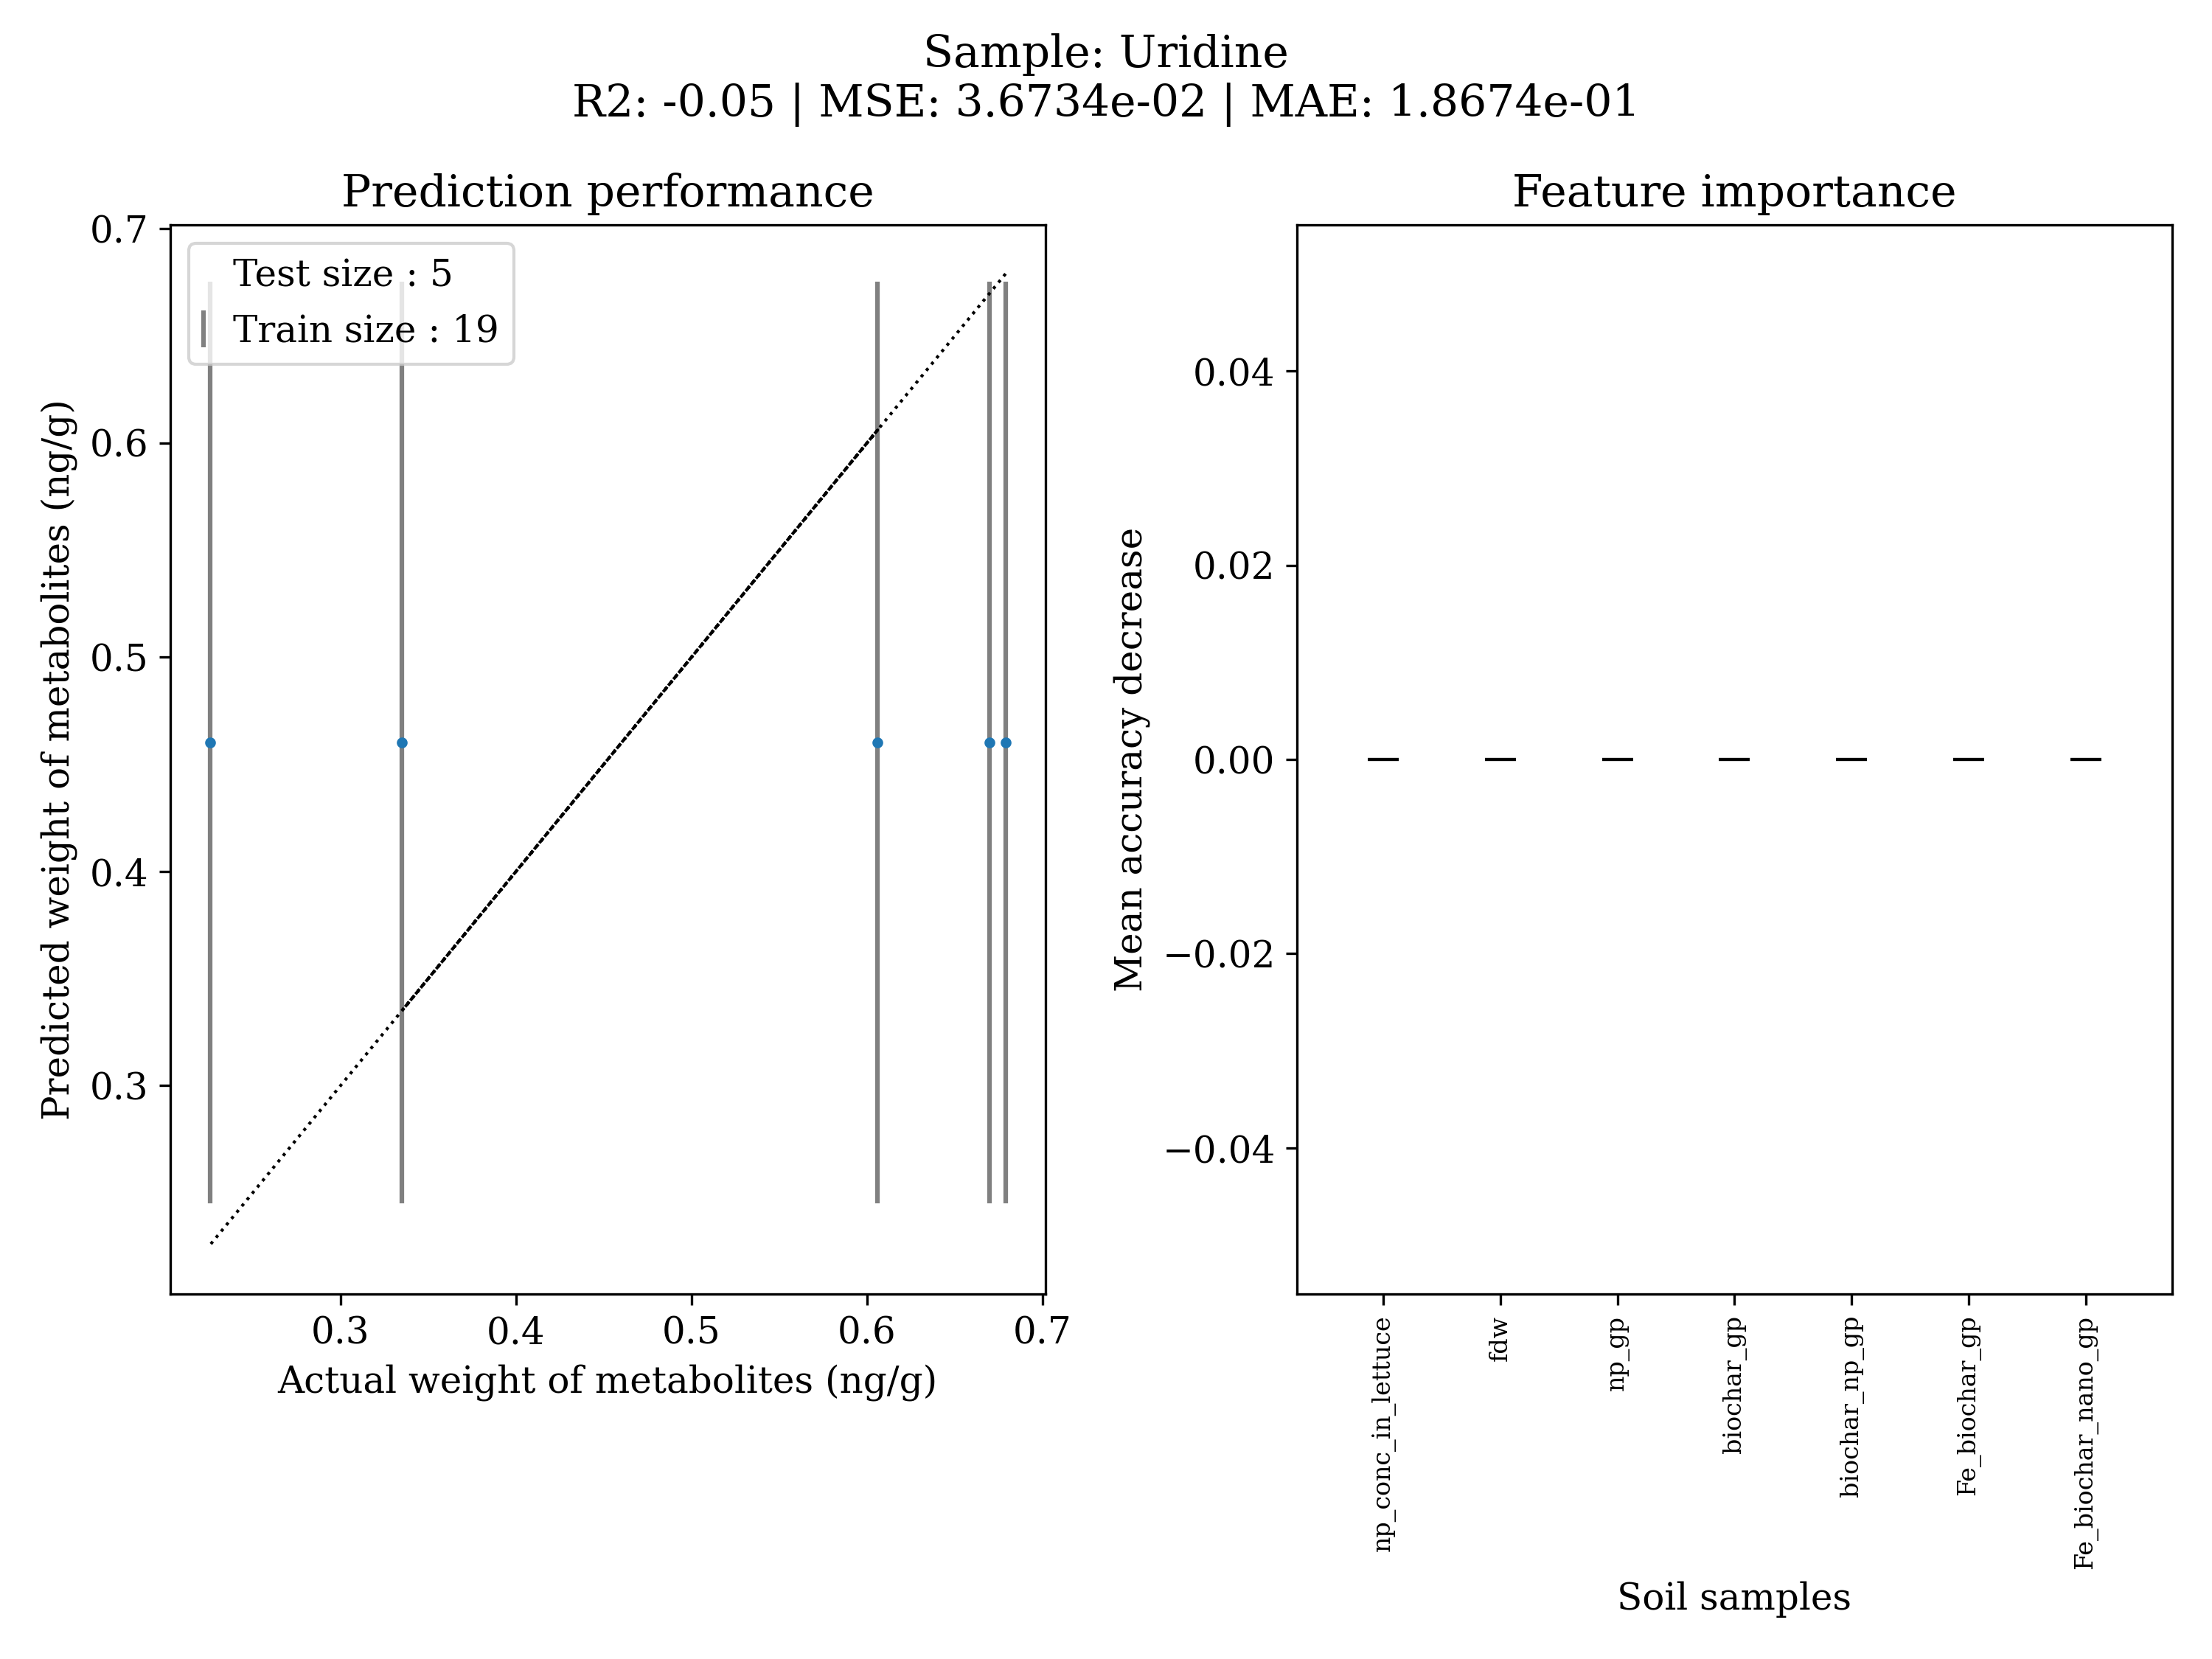 Sample: Uridine
R2: -0.05 | MSE: 3.6734e-02 | MAE: 1.8674e-01
Prediction performance
Test size : 5
Train size : 19
0.7
0.6
0.5
0.4
0.3
Predicted weight of metabolites (ng/g)
0.3 0.4 0.5 0.6 0.7
Actual weight of metabolites (ng/g)
Feature importance
0.04
0.02
0.00
−0.02
−0.04
Mean accuracy decrease
np_conc_in_lettuce
fdw
np_gp
biochar_gp
biochar_np_gp
Fe_biochar_gp
Fe_biochar_nano_gp
Soil samples